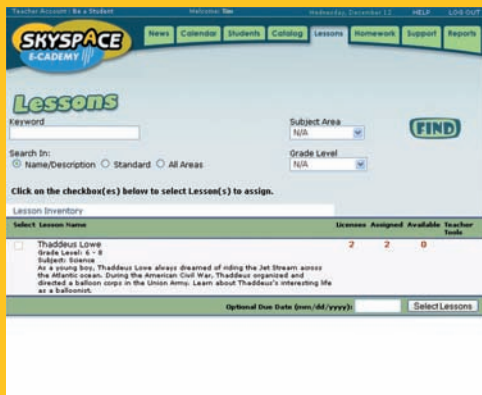 Teacher Account : Be a Student Welcome: Tim Wednesday, December 12 HELP LOG OUT
SKYSPACE
E-CADEMY
News Calendar Students Catalog Lessons Homework Support Reports
Lessons
Keyword Subject Area
N/A
FIND
Search In: Grade Level
Name/Description Standard All Areas N/A
Click on the checkbox(es) below to select Lesson(s) to assign.
Lesson Inventory
Select Lesson Name Licenses Assigned Available Teacher Tools
Thaddeus Lowe 2 2 0
Grade Level: 6 - 8
Subject: Science
As a young boy, Thaddeus Lowe always dreamed of riding the Jet Stream across
the Atlantic ocean. During the American Civil War, Thaddeus organized and
directed a balloon corps in the Union Army. Learn about Thaddeus's interesting life
as a balloonist.
Optional Due Date (mm/dd/yyyy): Select Lessons